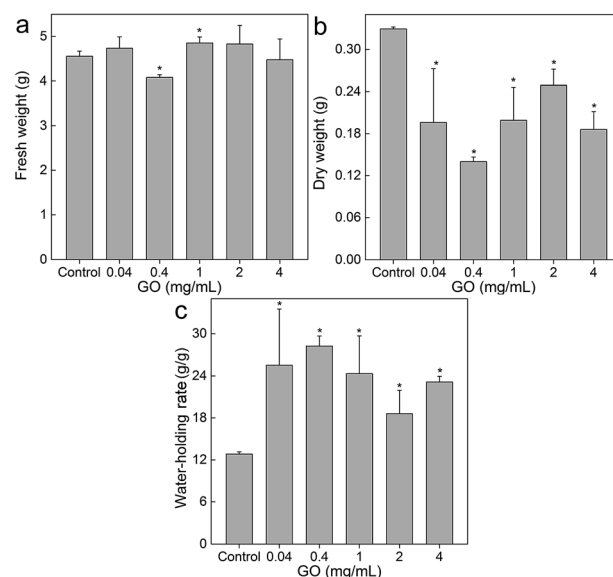 a
Fresh weight (g)
5
4
3
2
1
0
*
*
Control 0.04 0.4 1 2 4
GO (mg/mL)
b
Dry weight (g)
0.30
0.24
0.18
0.12
0.06
0.00
*
*
*
*
*
Control 0.04 0.4 1 2 4
GO (mg/mL)
c
Water-holding rate (g/g)
30
24
18
12
6
0
*
*
*
*
*
Control 0.04 0.4 1 2 4
GO (mg/mL)